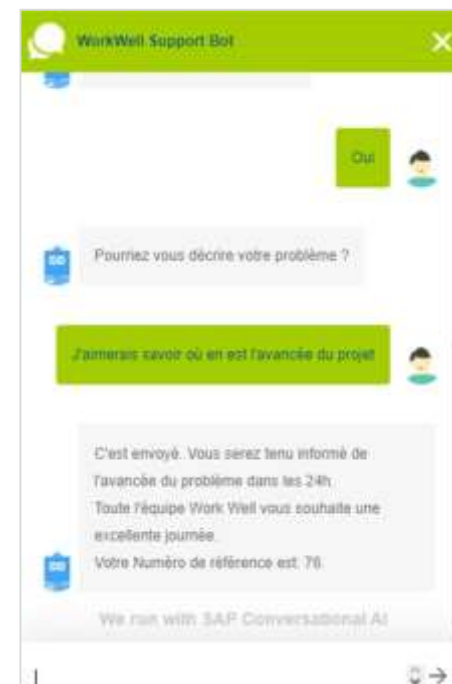 WorkWell Support Bot
Oui
Pourriez vous décrire votre problème ?
J'aimerais savoir où en est l'avancée du projet
C'est envoyé. Vous serez tenu informé de
l'avancée du problème dans les 24h.
Toute l'équipe Work Well vous souhaite une
excellente journée.
Votre Numéro de référence est: 76
We run with SAP Conversational AI